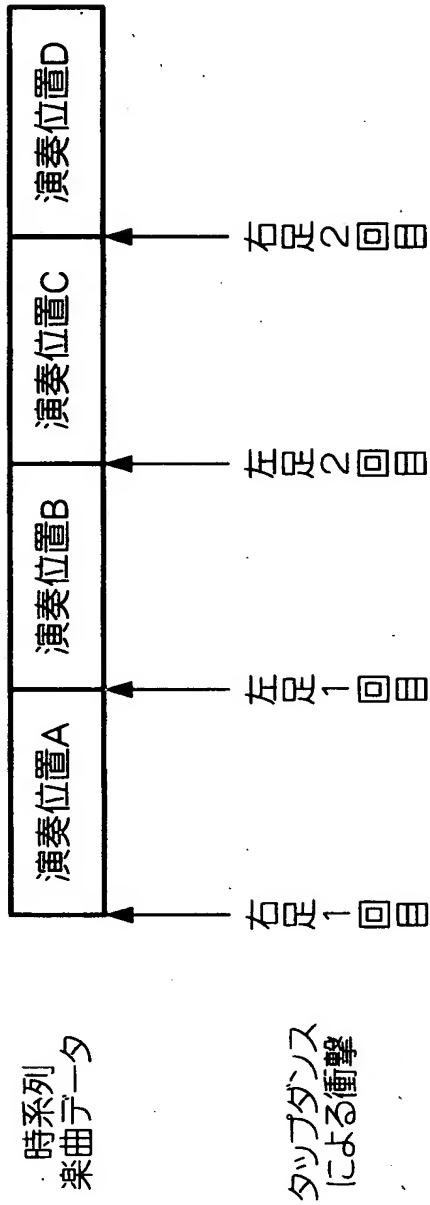 時系列
楽曲データ
演奏位置A
演奏位置B
演奏位置C
演奏位置D
タップダンス
による衝撃
右足1回目
左足1回目
左足2回目
右足2回目